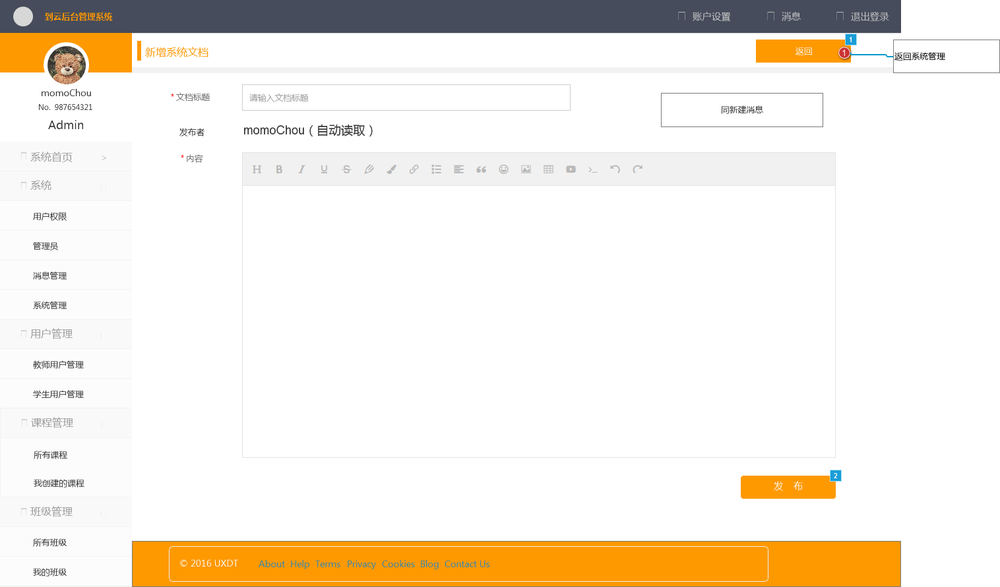 到云后台管理系统
账户设置
消息
退出登录
momoChou
No. 987654321
Admin
系统首页 >
系统
用户权限
管理员
消息管理
系统管理
用户管理
教师用户管理
学生用户管理
课程管理
所有课程
我创建的课程
班级管理
所有班级
我的班级
新增系统文档
返回
1
1
返回系统管理
* 文档标题
请输入文档标题
同新建消息
发布者
momoChou（自动读取）
* 内容
发 布
2
© 2016 UXDT
About Help Terms Privacy Cookies Blog Contact Us